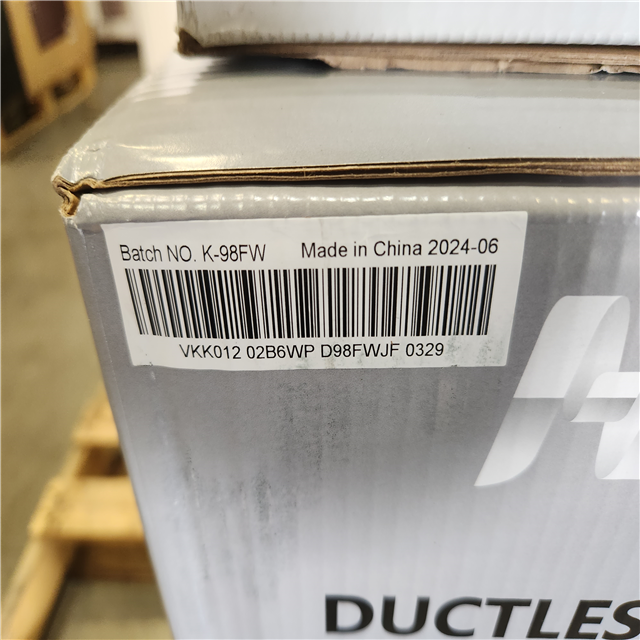 Batch NO. K-98FW Made in China 2024-06
VKK012 02B6WP D98FWJF 0329
DUCTLES